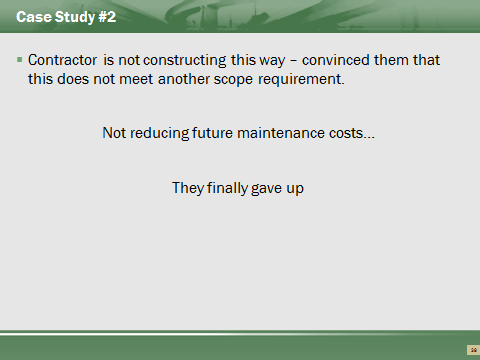 Case Study #2
Contractor is not constructing this way – convinced them that
this does not meet another scope requirement.
Not reducing future maintenance costs...
They finally gave up